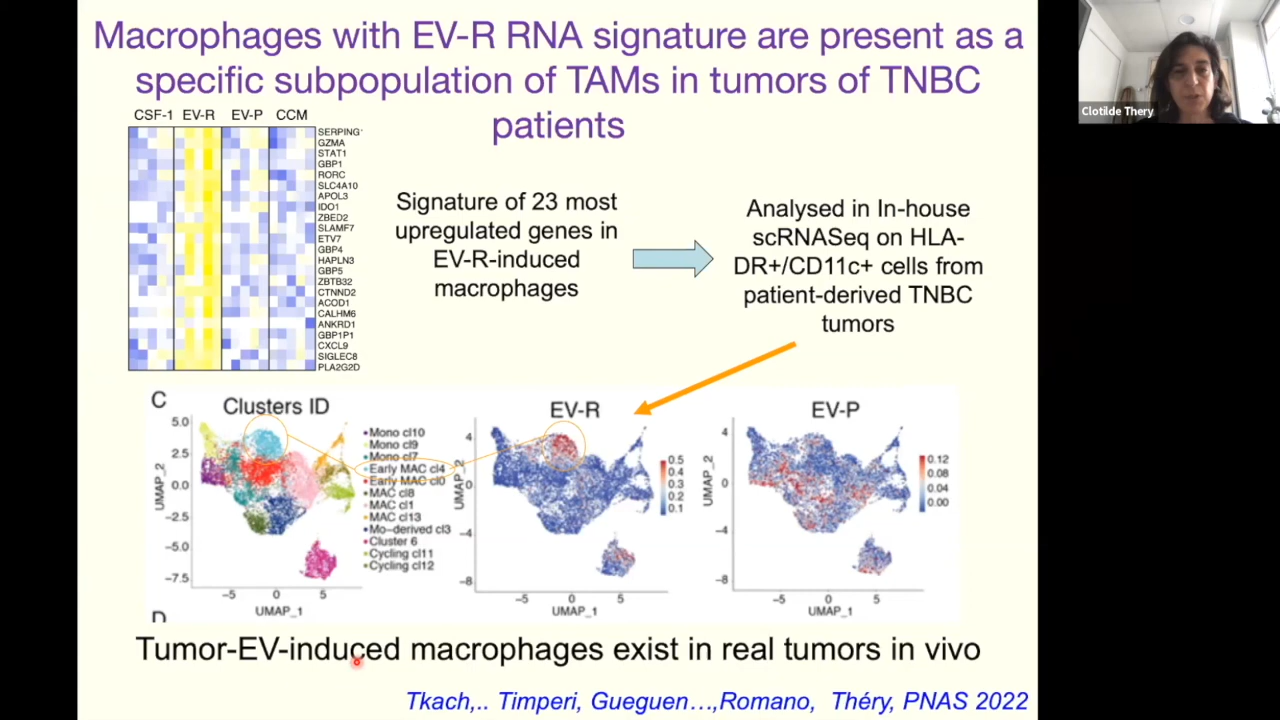 Macrophages with EV-R RNA signature are present as a
specific subpopulation of TAMs in tumors of TNBC
patients
CSF-1 EV-R EV-P CCM
SERPING1
GZMA
STAT1
GBP1
RORC
SLC4A10
APOL3
IDO1
ZBED2
SLAMF7
ETV7
GBP4
HAPLN3
GBP5
ZBTB32
CTNND2
ACOD1
CALHM6
ANKRD1
GBP1P1
CXCL9
SIGLEC8
PLA2G2D
Signature of 23 most
upregulated genes in
EV-R-induced
macrophages
Analysed in In-house
scRNASeq on HLA-
DR+/CD11c+ cells from
patient-derived TNBC
tumors
Clotilde Thery
C
Clusters ID
5.0
2.5
0.0
−2.5
−5.0
−7.5
UMAP_2
−5 0 5
UMAP_1
Mono cl10
Mono cl9
Mono cl7
Early MAC cl4
Early MAC cl0
MAC cl8
MAC cl1
MAC cl13
Mo−derived cl3
Cluster 6
Cycling cl11
Cycling cl12
EV-R
4
0
−4
−8
UMAP_2
−5 0 5
UMAP_1
0.5
0.4
0.3
0.2
0.1
EV-P
4
0
−4
−8
UMAP_2
−5 0 5
UMAP_1
0.12
0.08
0.04
0.00
D
Tumor-EV-induced macrophages exist in real tumors in vivo
Tkach,.. Timperi, Gueguen…,Romano, Théry, PNAS 2022